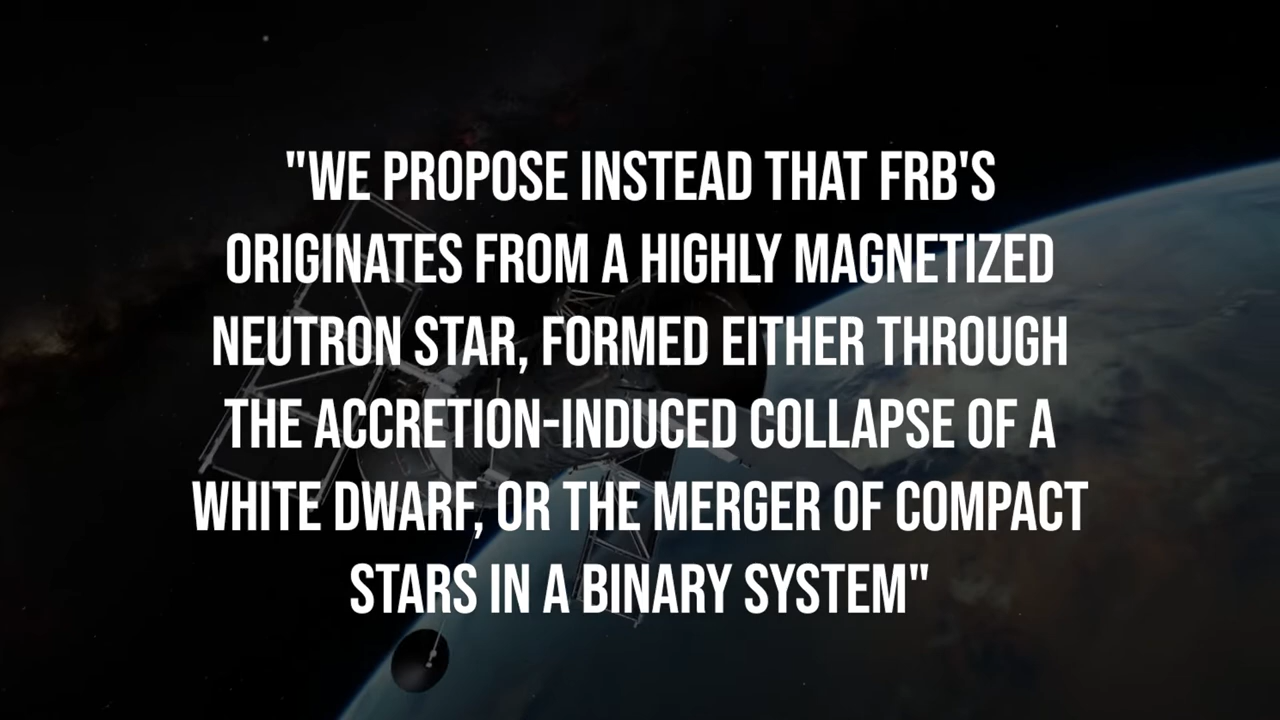 "WE PROPOSE INSTEAD THAT FRB'S
ORIGINATES FROM A HIGHLY MAGNETIZED
NEUTRON STAR, FORMED EITHER THROUGH
THE ACCRETION-INDUCED COLLAPSE OF A
WHITE DWARF, OR THE MERGER OF COMPACT
STARS IN A BINARY SYSTEM"